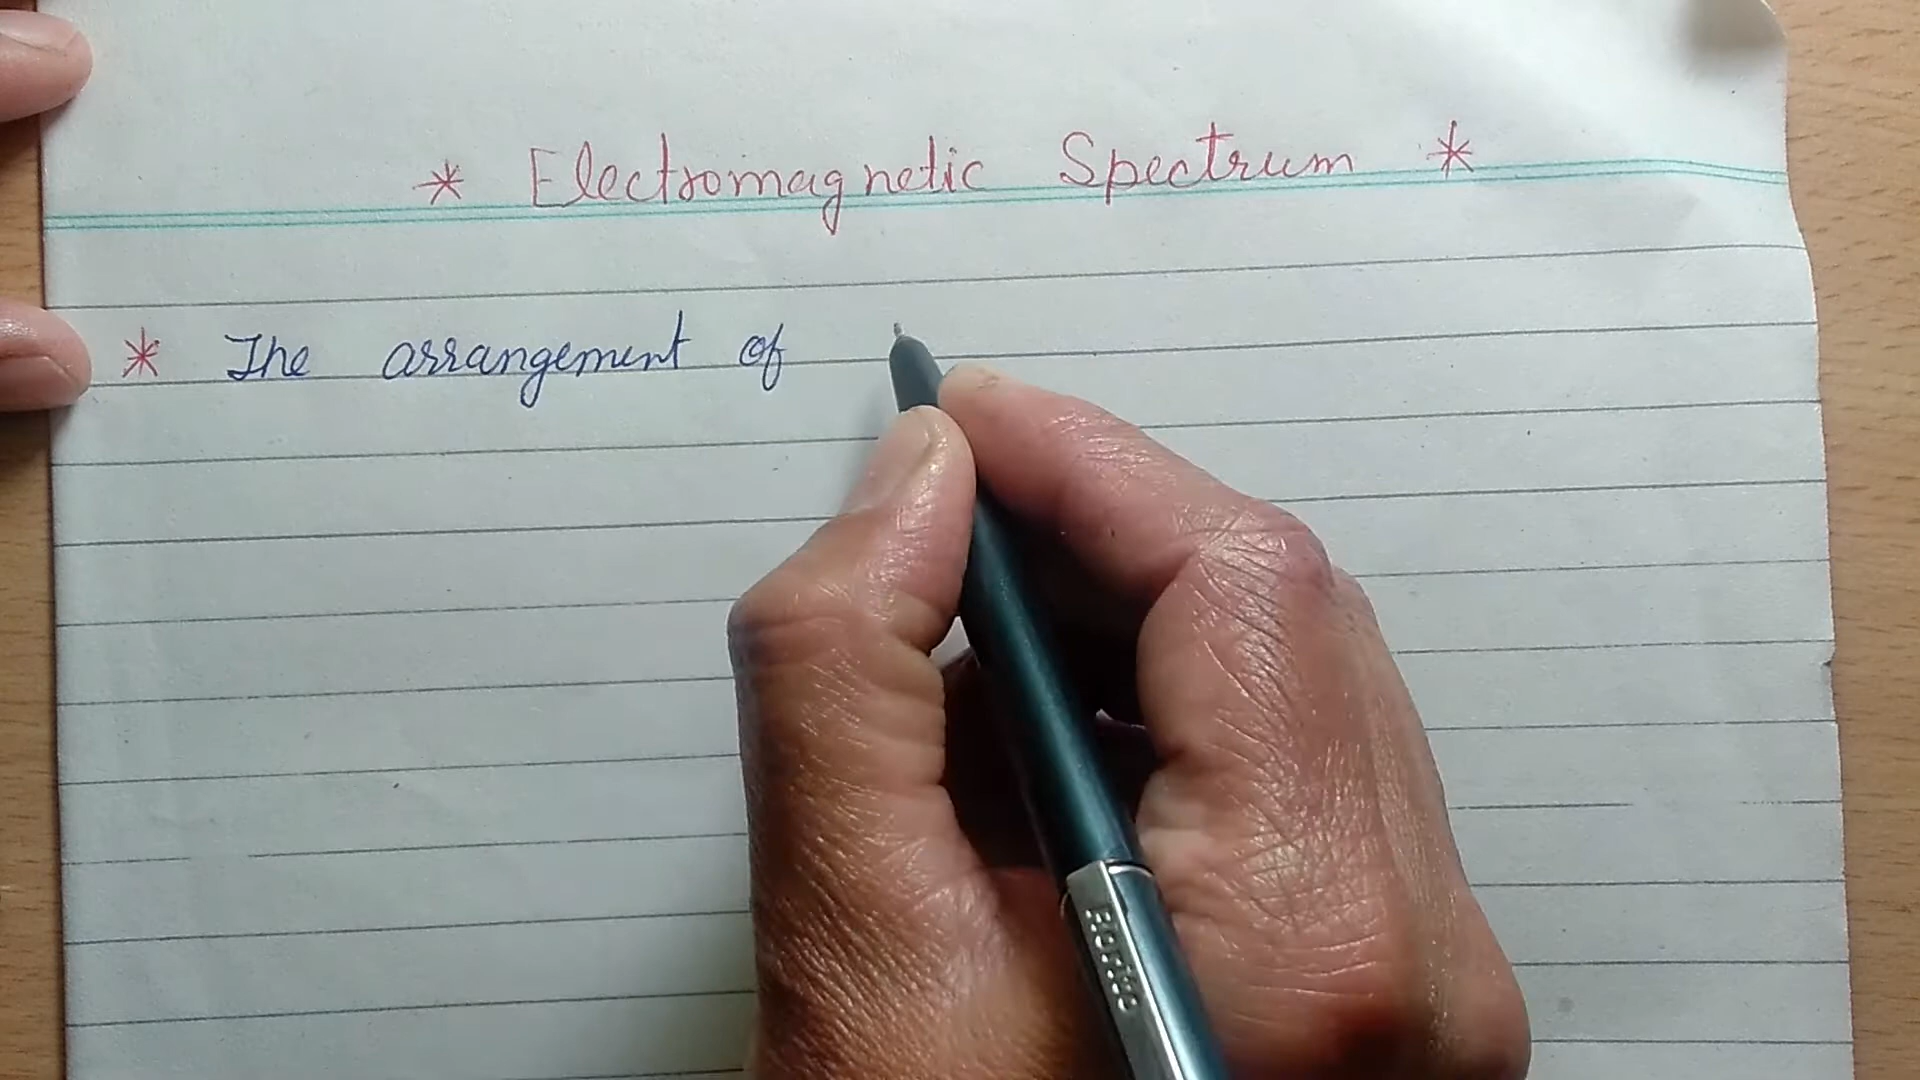 * Electromagnetic Spectrum *
* The arrangement of